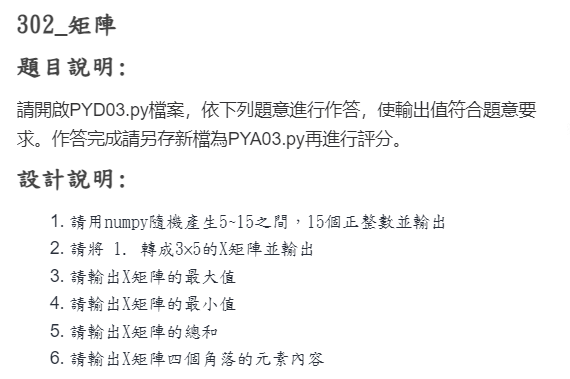 302_矩陣
題目說明:
請開啟PYD03.py檔案，依下列題意進行作答，使輸出值符合題意要
求。作答完成請另存新檔為PYA03.py再進行評分。
設計說明:
1. 請用numpy隨機產生5~15之間，15個正整數並輸出
2. 請將 1. 轉成3×5的X矩陣並輸出
3. 請輸出X矩陣的最大值
4. 請輸出X矩陣的最小值
5. 請輸出X矩陣的總和
6. 請輸出X矩陣四個角落的元素內容